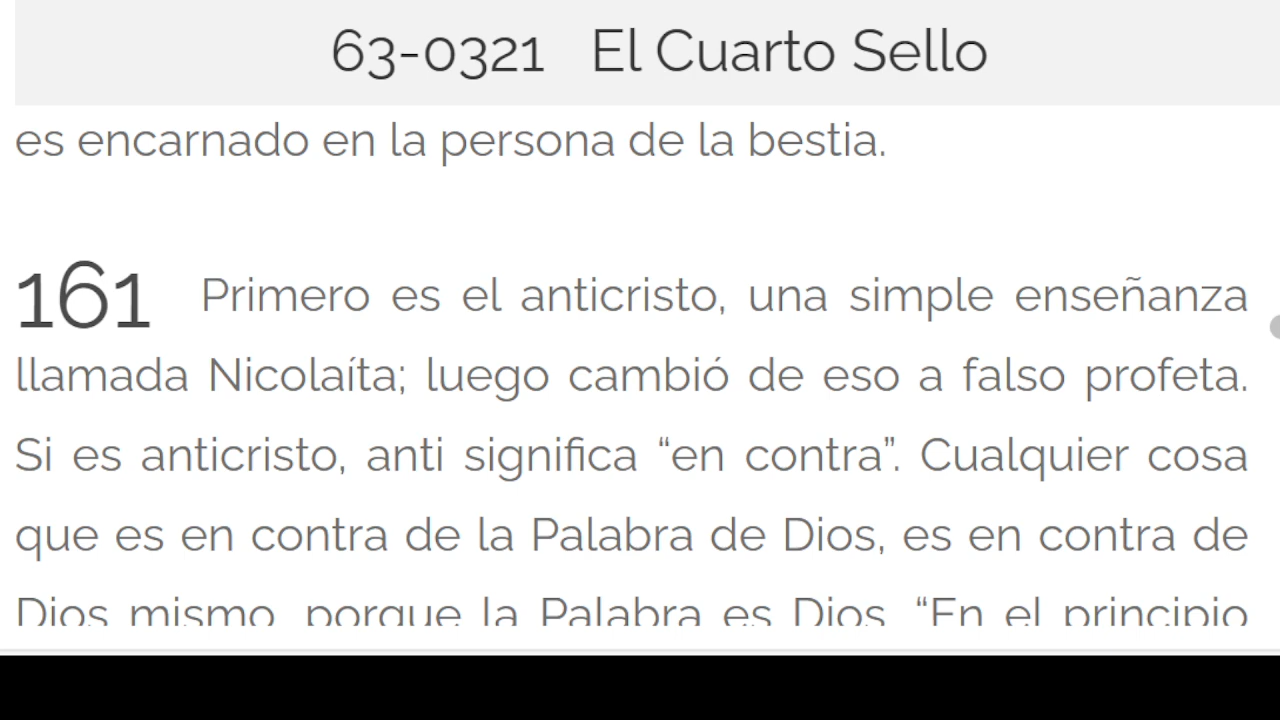 63-0321 El Cuarto Sello
es encarnado en la persona de la bestia.
161 Primero es el anticristo, una simple enseñanza
llamada Nicolaíta; luego cambió de eso a falso profeta.
Si es anticristo, anti significa “en contra”. Cualquier cosa
que es en contra de la Palabra de Dios, es en contra de
Dios mismo, porque la Palabra es Dios. “En el principio